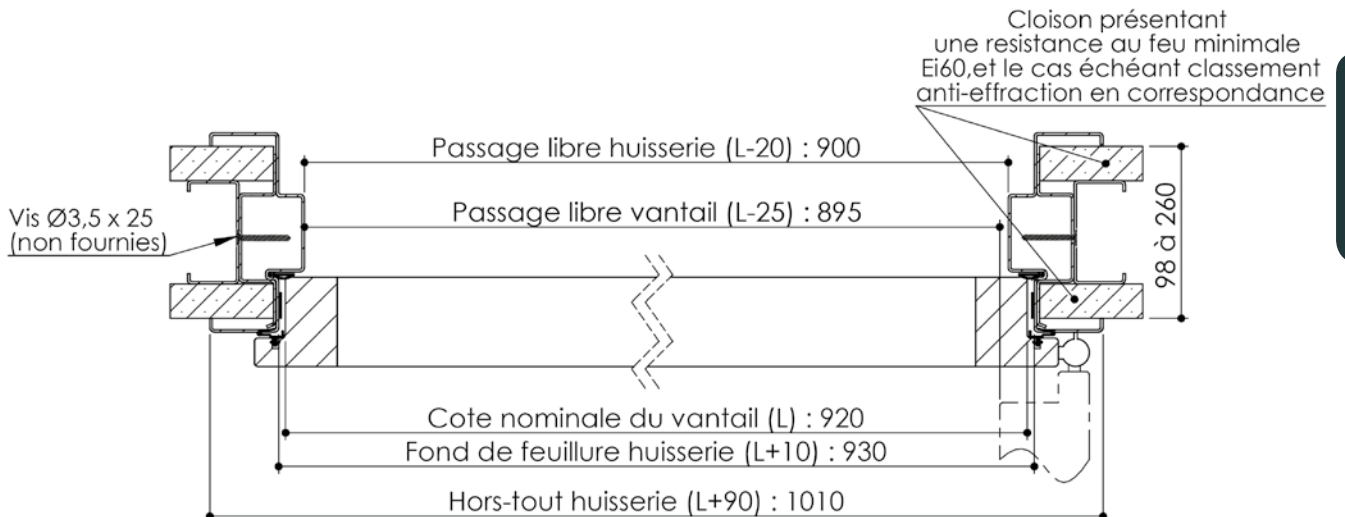 Cloison présentant
une resistance au feu minimale
Ei60,et le cas échéant classement
anti-effraction en correspondance
Passage libre huisserie (L-20) : 900
Passage libre vantail (L-25) : 895
Vis Ø3,5 x 25
(non fournies)
98 à 260
Cote nominale du vantail (L) : 920
Fond de feuillure huisserie (L+10) : 930
Hors-tout huisserie (L+90) : 1010